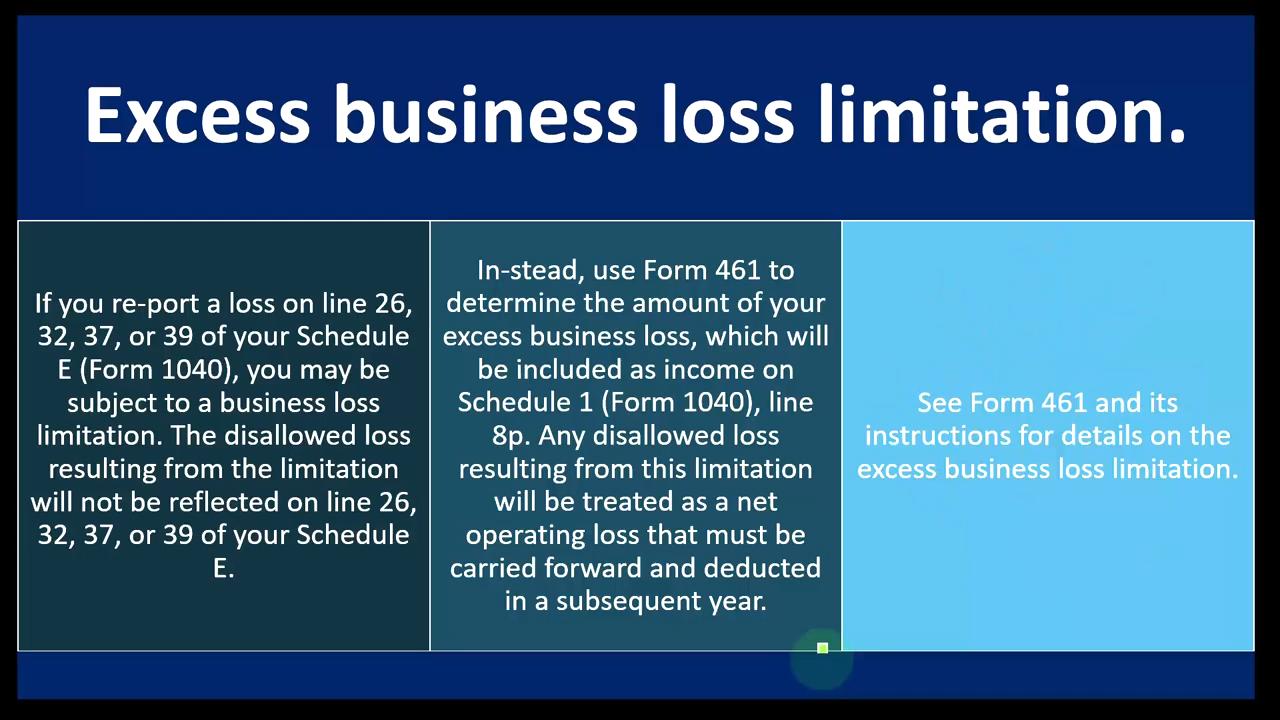 Excess business loss limitation.
If you re-port a loss on line 26,
32, 37, or 39 of your Schedule
E (Form 1040), you may be
subject to a business loss
limitation. The disallowed loss
resulting from the limitation
will not be reflected on line 26,
32, 37, or 39 of your Schedule
E.
In-stead, use Form 461 to
determine the amount of your
excess business loss, which will
be included as income on
Schedule 1 (Form 1040), line
8p. Any disallowed loss
resulting from this limitation
will be treated as a net
operating loss that must be
carried forward and deducted
in a subsequent year.
See Form 461 and its
instructions for details on the
excess business loss limitation.